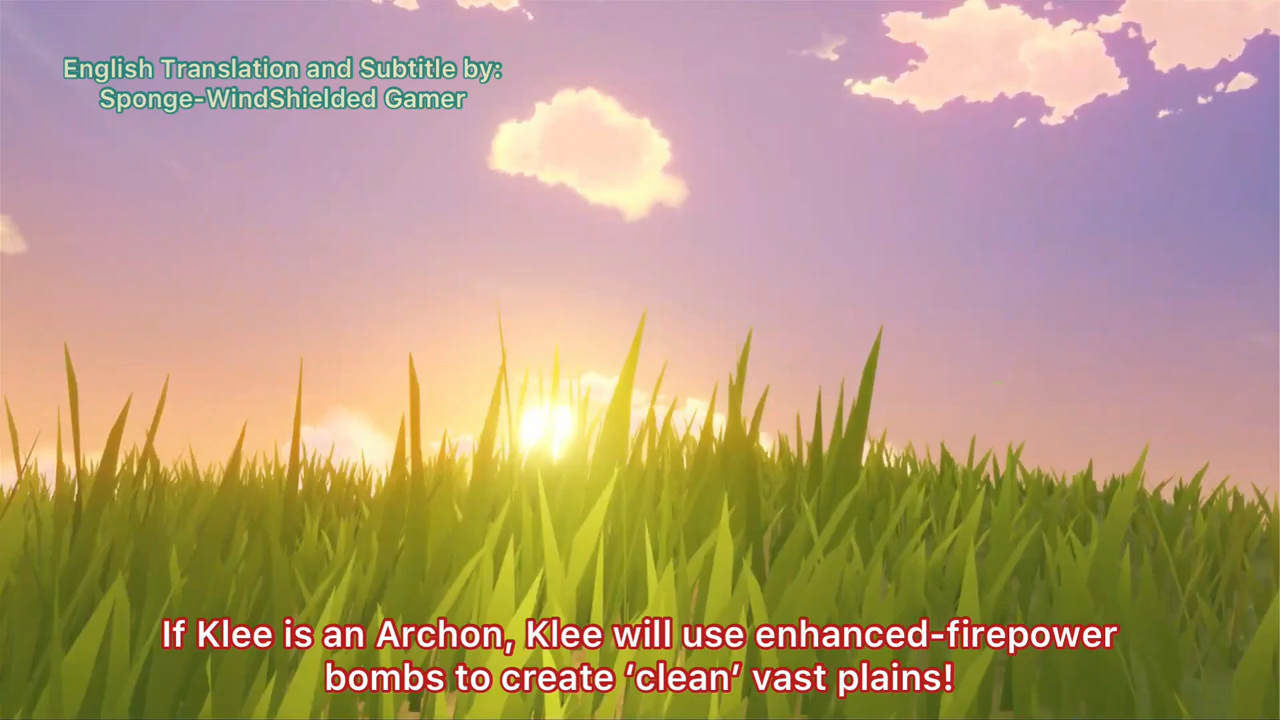 English Translation and Subtitle by:
Sponge-WindShielded Gamer
If Klee is an Archon, Klee will use enhanced-firepower
bombs to create ‘clean’ vast plains!